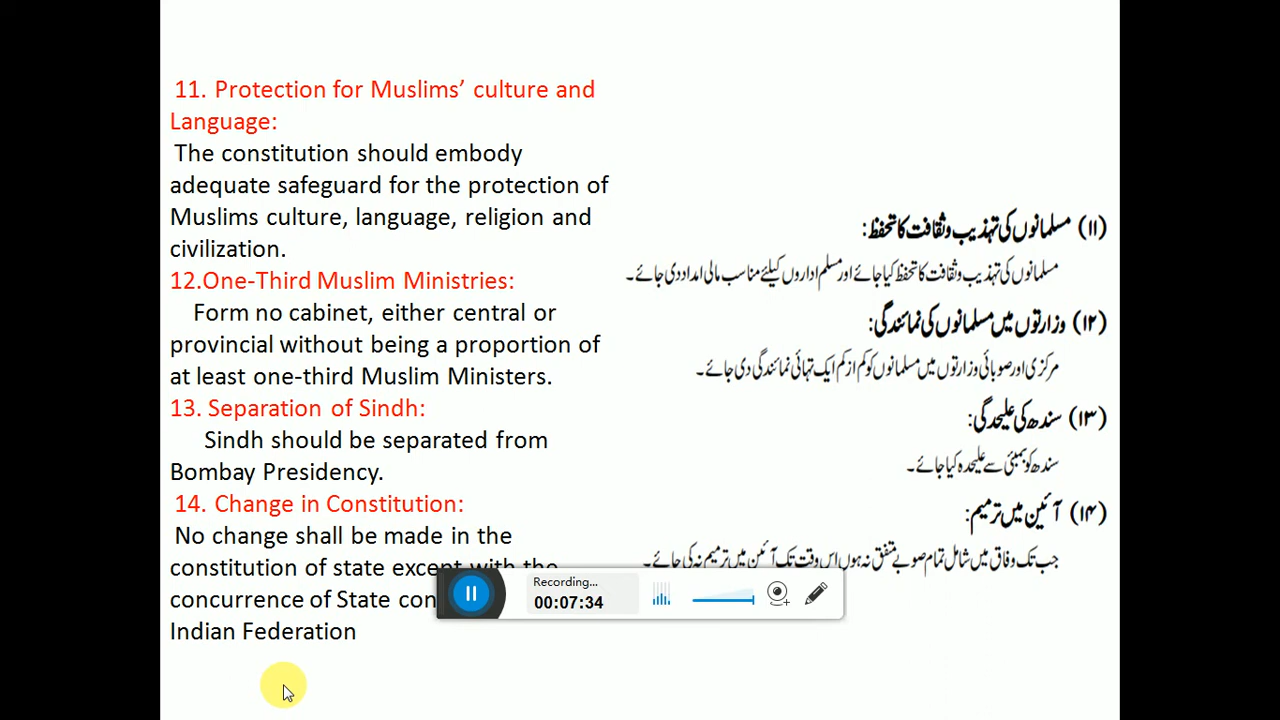 11. Protection for Muslims’ culture and
Language:
The constitution should embody
adequate safeguard for the protection of
Muslims culture, language, religion and
civilization.
12.One-Third Muslim Ministries:
Form no cabinet, either central or
provincial without being a proportion of
at least one-third Muslim Ministers.
13. Separation of Sindh:
Sindh should be separated from
Bombay Presidency.
14. Change in Constitution:
No change shall be made in the
constitution of state except with the
concurrence of State con
Indian Federation
(۱۱) مسلمانوں کی تہذیب و ثقافت کا تحفظ:
مسلمانوں کی تہذیب و ثقافت کا تحفظ کیا جائے اور مسلم اداروں کیلئے مناسب مالی امداد دی جائے۔
(۱۲) وزارتوں میں مسلمانوں کی نمائندگی:
مرکزی اور صوبائی وزارتوں میں مسلمانوں کو کم از کم ایک تہائی نمائندگی دی جائے۔
(۱۳) سندھ کی علیحدگی:
سندھ کو بمبئی سے علیحدہ کیا جائے۔
(۱۴) آئین میں ترمیم:
جب تک وفاق میں شامل تمام صوبے متفق نہ ہوں اس وقت تک آئین میں ترمیم نہ کی جائے۔
Recording...
00:07:34